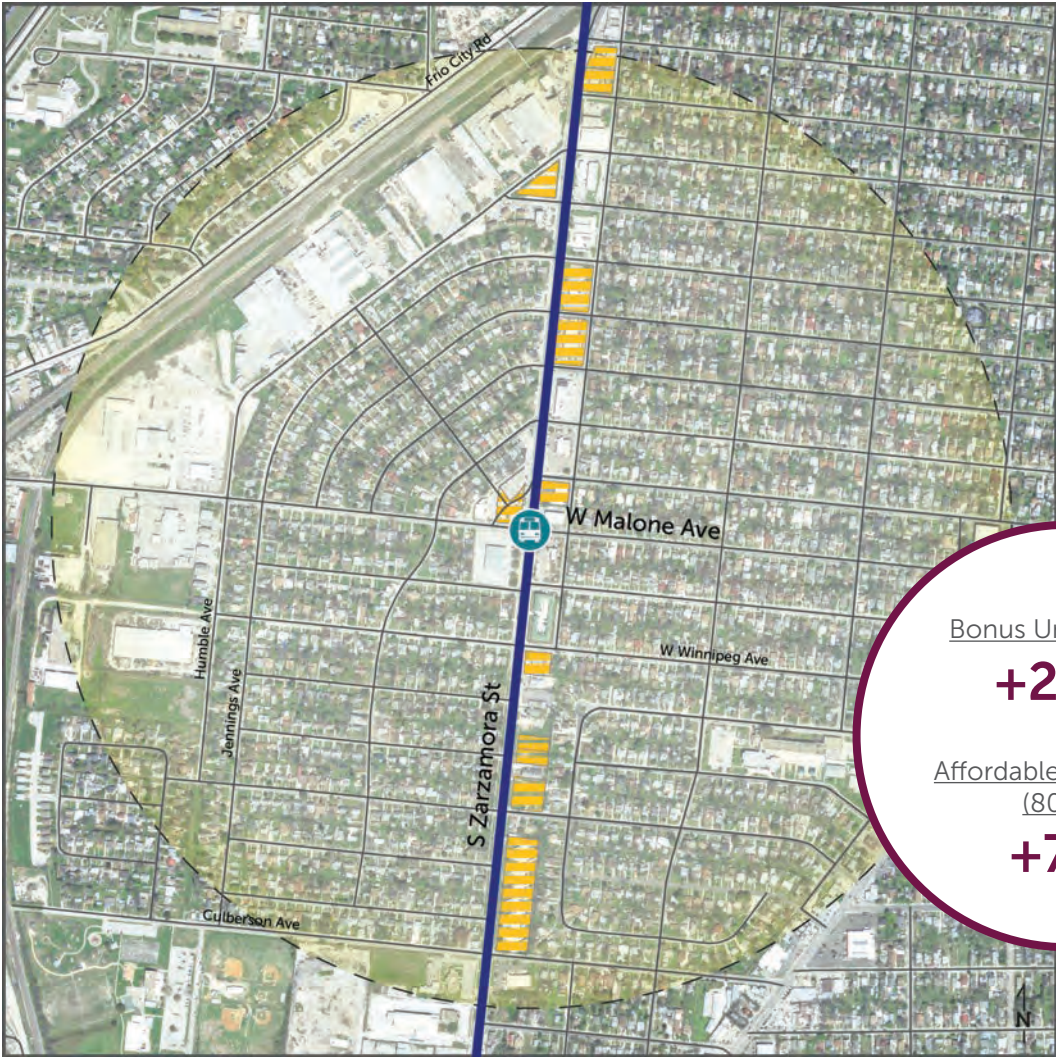 Frio City Rd
W Malone Ave
Bonus
+2
Humble Ave
W Winnipeg Ave
Jennings Ave
S Zarzamora St
Affordable
(80
+7
Culberson Ave
N